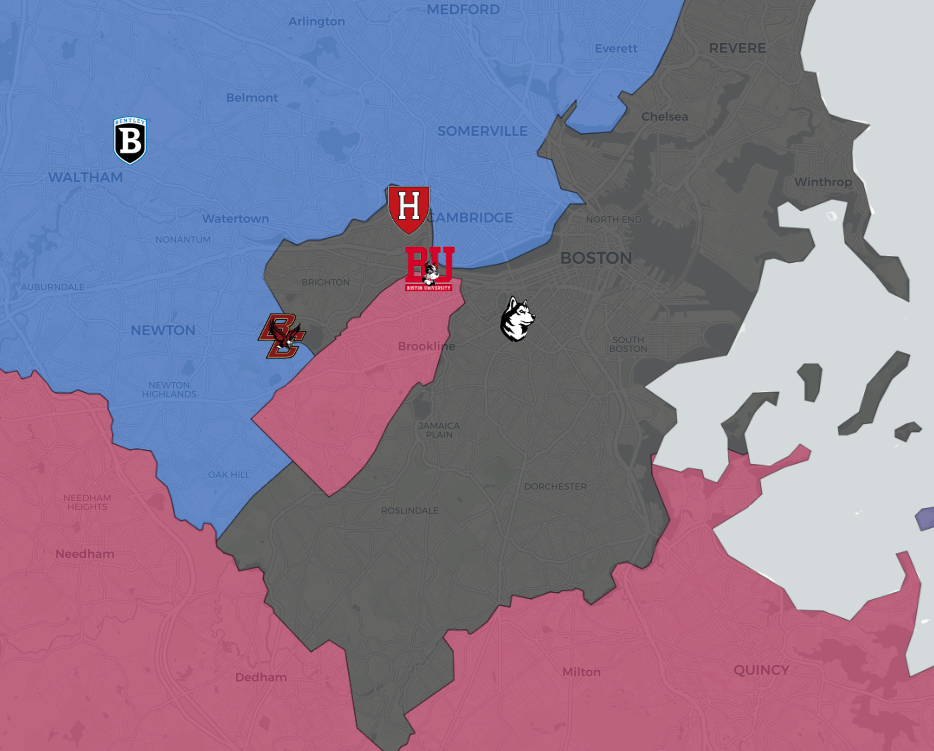 MEDFORD
Arlington
Everett
REVERE
Belmont
Chelsea
BENTLEY
B
SOMERVILLE
WALTHAM
Winthrop
H
Watertown
CAMBRIDGE
NORTH END
NONANTUM
BOSTON
BU
BOSTON UNIVERSITY
BRIGHTON
AUBURNDALE
NEWTON
BC
Brookline
SOUTH
BOSTON
NEWTON
HIGHLANDS
JAMAICA
PLAIN
OAK HILL
DORCHESTER
NEEDHAM
HEIGHTS
ROSLINDALE
Needham
Dedham
Milton
QUINCY